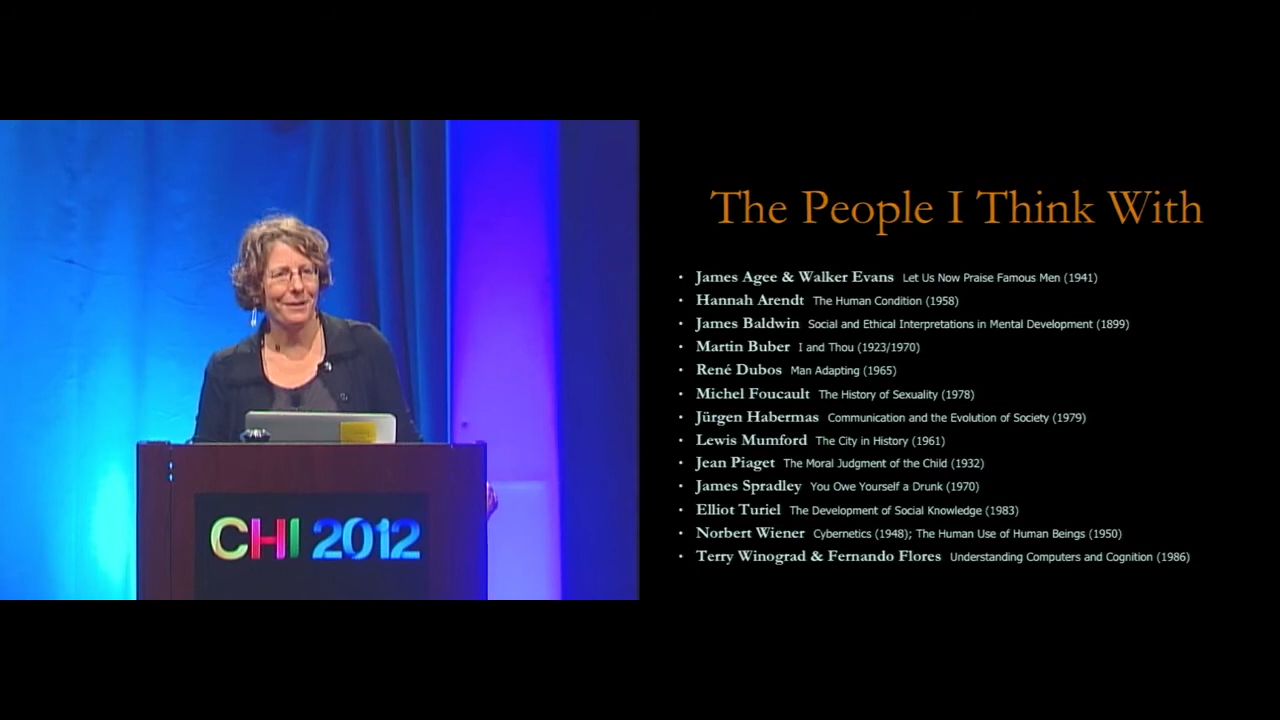 CHI 2012
The People I Think With
• James Agee & Walker Evans Let Us Now Praise Famous Men (1941)
• Hannah Arendt The Human Condition (1958)
• James Baldwin Social and Ethical Interpretations in Mental Development (1899)
• Martin Buber I and Thou (1923/1970)
• René Dubos Man Adapting (1965)
• Michel Foucault The History of Sexuality (1978)
• Jürgen Habermas Communication and the Evolution of Society (1979)
• Lewis Mumford The City in History (1961)
• Jean Piaget The Moral Judgment of the Child (1932)
• James Spradley You Owe Yourself a Drunk (1970)
• Elliot Turiel The Development of Social Knowledge (1983)
• Norbert Wiener Cybernetics (1948); The Human Use of Human Beings (1950)
• Terry Winograd & Fernando Flores Understanding Computers and Cognition (1986)